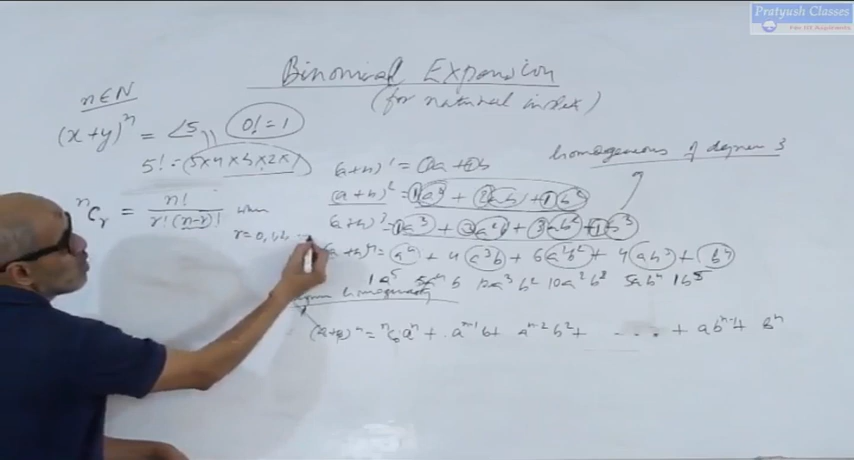 Pratyush Classes
Binomial Expansion
(for natural index)
n∈N
(x+y)^n = ∠5,, 0! = 1
5! = (5×4×3×2×1)
homogeneous of degree 3
nCr = n! / r!(n-r)! when
r=0,1,2, ...
(a+b)^1 = 1a + 1b
(a+b)^2 = 1a^2 + 2ab + 1b^2
(a+b)^3 = 1a^3 + 3a^2b + 3ab^2 + 1b^3
(a+b)^4 = a^4 + 4a^3b + 6a^2b^2 + 4ab^3 + b^4
1a^5 5a^4b 10a^3b^2 10a^2b^3 5ab^4 1b^5
homogeneity
(a+b)^n = nC0 a^n + a^n-1 b + a^n-2 b^2 + .... + ab^n-1 + b^n